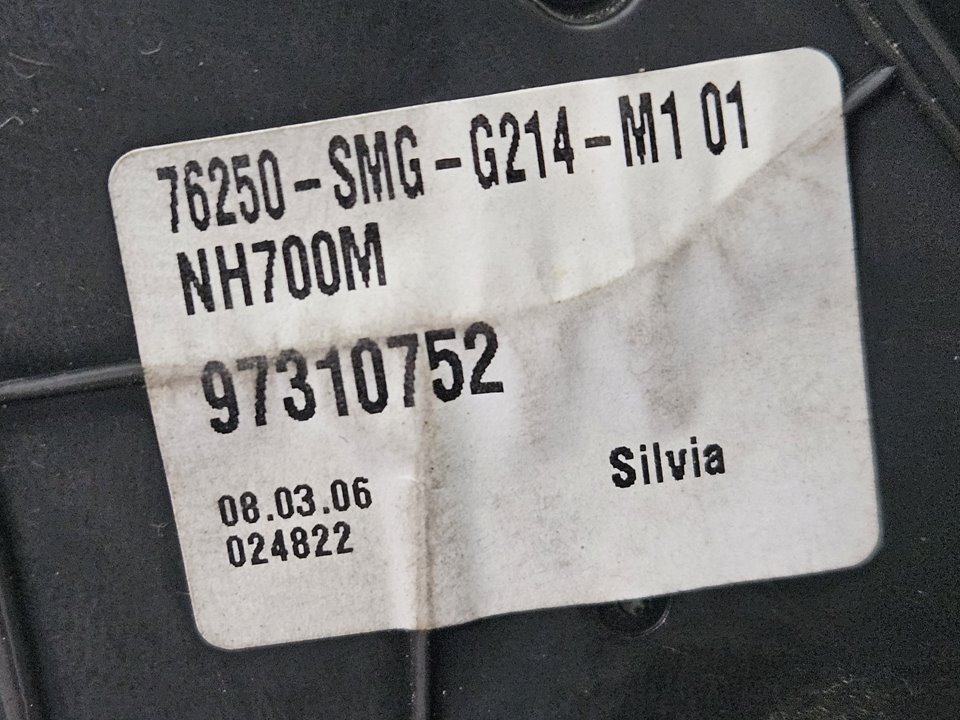 76250-SMG-G214-M1 01
NH700M
97310752
Silvia
08.03.06
024822